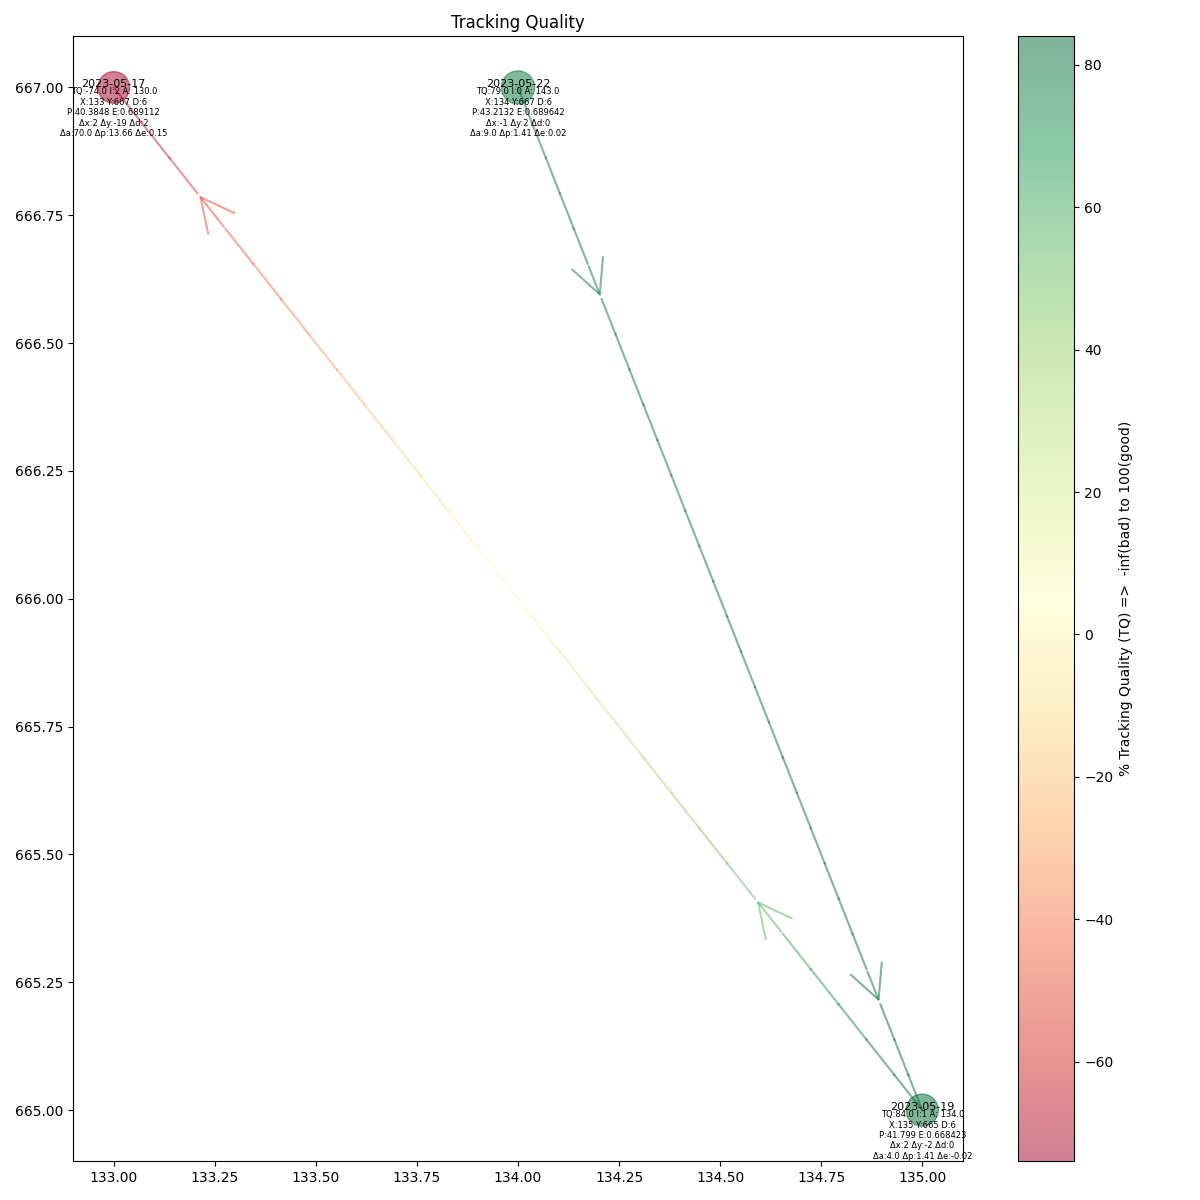 Tracking Quality
667.00
666.75
666.50
666.25
666.00
665.75
665.50
665.25
665.00
2023-05-17
TQ:-74.0 I:2 A: 130.0
X:133 Y:667 D:6
P:40.3848 E:0.689112
Δx:2 Δy:-19 Δd:2
Δa:70.0 Δp:13.66 Δe:0.15
2023-05-22
TQ:79.0 I:0 A: 143.0
X:134 Y:667 D:6
P:43.2132 E:0.689642
Δx:-1 Δy:2 Δd:0
Δa:9.0 Δp:1.41 Δe:0.02
2023-05-19
TQ:84.0 I:1 A: 134.0
X:135 Y:665 D:6
P:41.799 E:0.668423
Δx:2 Δy:-2 Δd:0
Δa:4.0 Δp:1.41 Δe:-0.02
133.00 133.25 133.50 133.75 134.00 134.25 134.50 134.75 135.00
80
60
40
20
0
−20
−40
−60
% Tracking Quality (TQ) => -inf(bad) to 100(good)